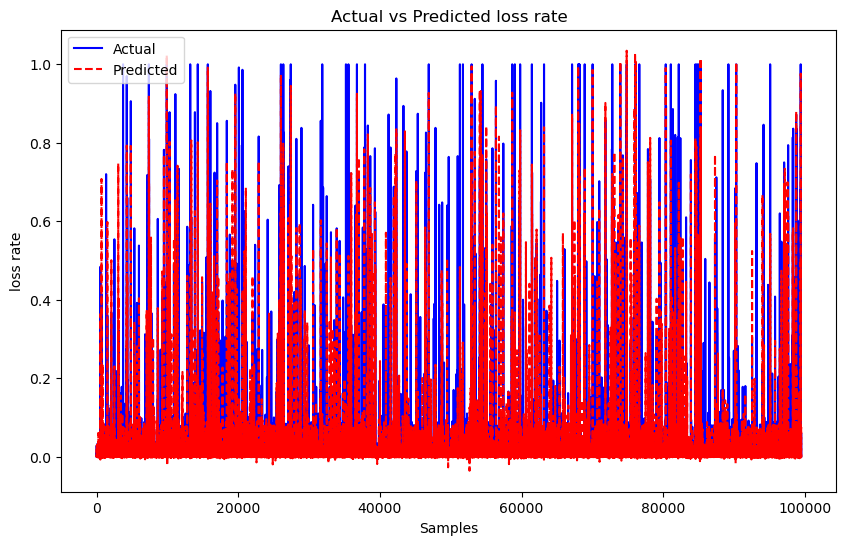 Actual vs Predicted loss rate
Actual
Predicted
1.0
0.8
0.6
0.4
0.2
0.0
loss rate
0
20000
40000
60000
80000
100000
Samples